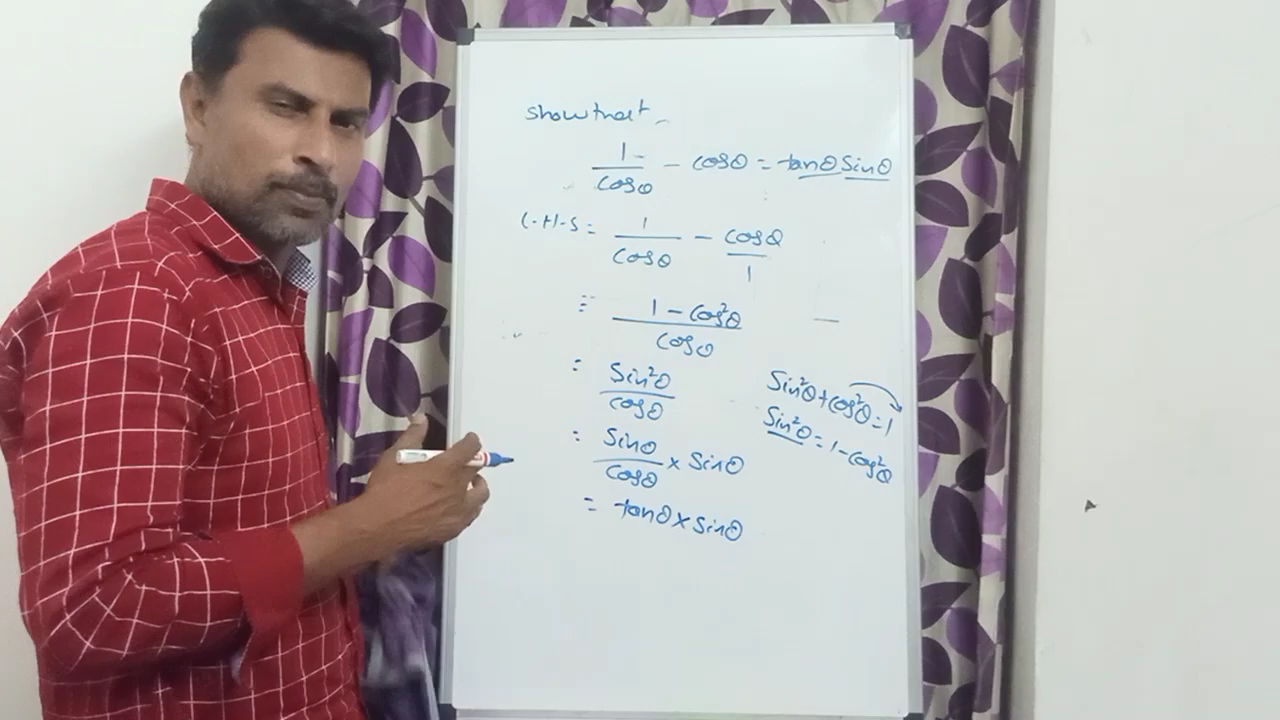 Show that
1/cosθ - cosθ = tanθ sinθ
L.H.S = 1/cosθ - cosθ/1
= 1 - cos²θ/cosθ
= sin²θ/cosθ
sin²θ + cos²θ = 1
sin²θ = 1 - cos²θ
= sinθ/cosθ × sinθ
= tanθ × sinθ